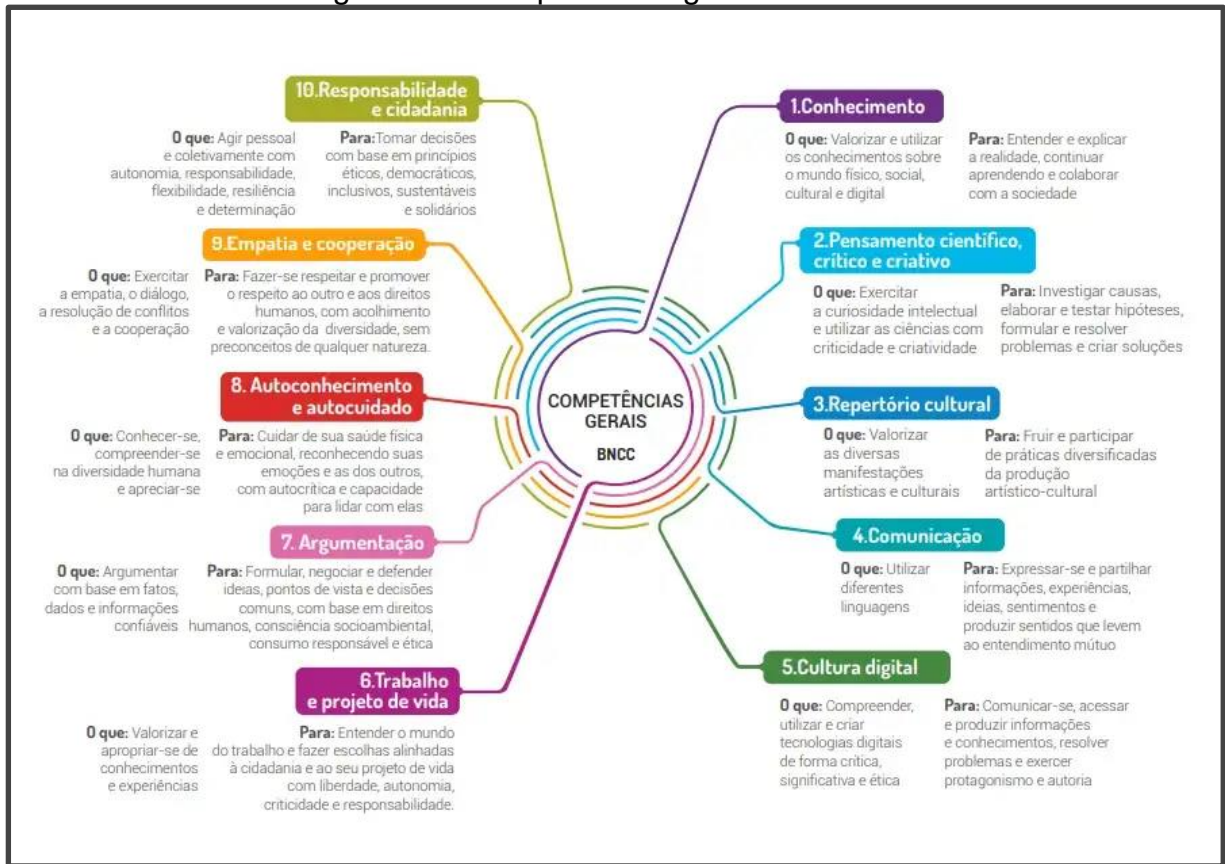 COMPETÊNCIAS
GERAIS
BNCC
1.Conhecimento
O que: Valorizar e utilizar
os conhecimentos sobre
o mundo físico, social,
cultural e digital
Para: Entender e explicar
a realidade, continuar
aprendendo e colaborar
com a sociedade
2.Pensamento científico,
crítico e criativo
O que: Exercitar
a curiosidade intelectual
e utilizar as ciências com
criticidade e criatividade
Para: Investigar causas,
elaborar e testar hipóteses,
formular e resolver
problemas e criar soluções
3.Repertório cultural
O que: Valorizar
as diversas
manifestações
artísticas e culturais
Para: Fruir e participar
de práticas diversificadas
da produção
artístico-cultural
4.Comunicação
O que: Utilizar
diferentes
linguagens
Para: Expressar-se e partilhar
informações, experiências,
ideias, sentimentos e
produzir sentidos que levem
ao entendimento mútuo
5.Cultura digital
O que: Compreender,
utilizar e criar
tecnologias digitais
de forma crítica,
significativa e ética
Para: Comunicar-se, acessar
e produzir informações
e conhecimentos, resolver
problemas e exercer
protagonismo e autoria
6.Trabalho
e projeto de vida
O que: Valorizar e
apropriar-se de
conhecimentos
e experiências
Para: Entender o mundo
do trabalho e fazer escolhas alinhadas
à cidadania e ao seu projeto de vida
com liberdade, autonomia,
criticidade e responsabilidade.
7. Argumentação
O que: Argumentar
com base em fatos,
dados e informações
confiáveis
Para: Formular, negociar e defender
ideias, pontos de vista e decisões
comuns, com base em direitos
humanos, consciência socioambiental,
consumo responsável e ética
8. Autoconhecimento
e autocuidado
O que: Conhecer-se,
compreender-se
na diversidade humana
e apreciar-se
Para: Cuidar de sua saúde física
e emocional, reconhecendo suas
emoções e as dos outros,
com autocrítica e capacidade
para lidar com elas
9.Empatia e cooperação
O que: Exercitar
a empatia, o diálogo,
a resolução de conflitos
e a cooperação
Para: Fazer-se respeitar e promover
o respeito ao outro e aos direitos
humanos, com acolhimento
e valorização da diversidade, sem
preconceitos de qualquer natureza.
10.Responsabilidade
e cidadania
O que: Agir pessoal
e coletivamente com
autonomia, responsabilidade,
flexibilidade, resiliência
e determinação
Para:Tomar decisões
com base em princípios
éticos, democráticos,
inclusivos, sustentáveis
e solidários